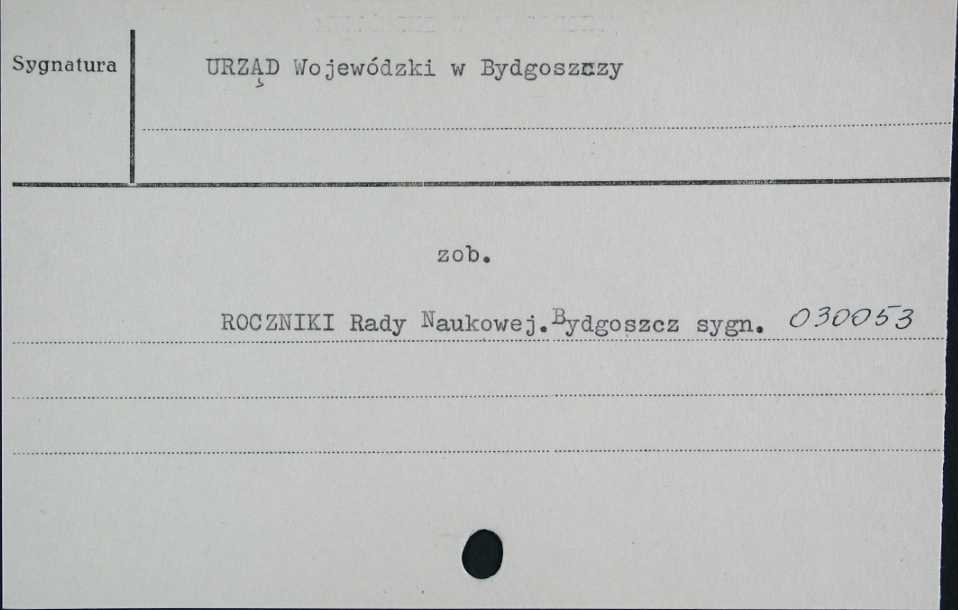 Sygnatura
URZĄD Wojewódzki w Bydgoszczy
zob.
ROCZNIKI Rady Naukowej. Bydgoszcz sygn. 030053